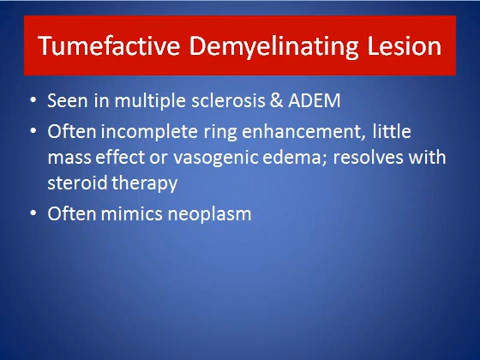 Tumefactive Demyelinating Lesion
• Seen in multiple sclerosis & ADEM
• Often incomplete ring enhancement, little
mass effect or vasogenic edema; resolves with
steroid therapy
• Often mimics neoplasm